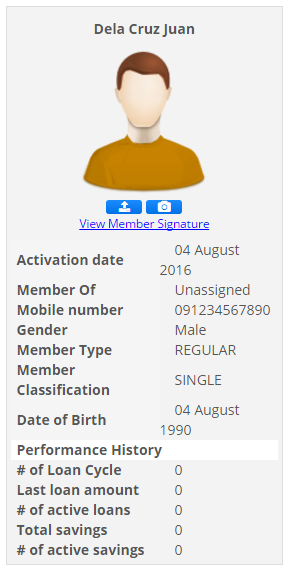 Dela Cruz Juan
View Member Signature
Activation date 04 August 2016
Member Of Unassigned
Mobile number 091234567890
Gender Male
Member Type REGULAR
Member Classification SINGLE
Date of Birth 04 August 1990
Performance History
# of Loan Cycle 0
Last loan amount 0
# of active loans 0
Total savings 0
# of active savings 0